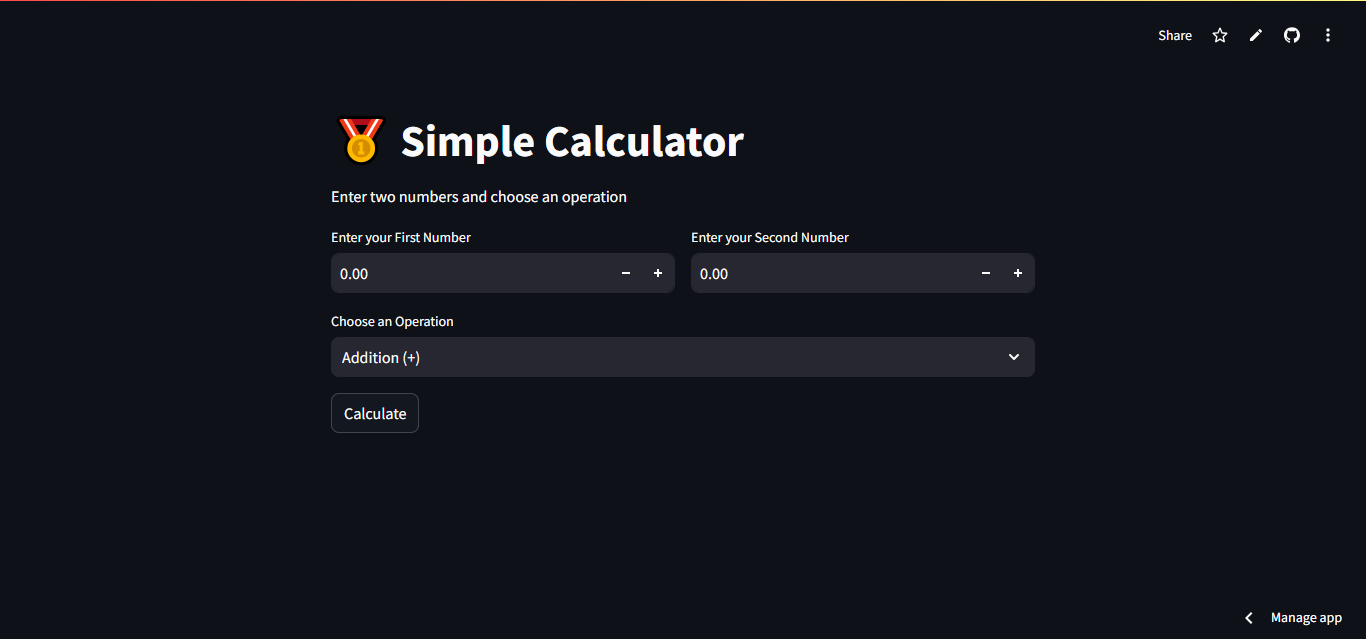 Share
Simple Calculator
Enter two numbers and choose an operation
Enter your First Number
Enter your Second Number
0.00
0.00
Choose an Operation
Addition (+)
Calculate
Manage app